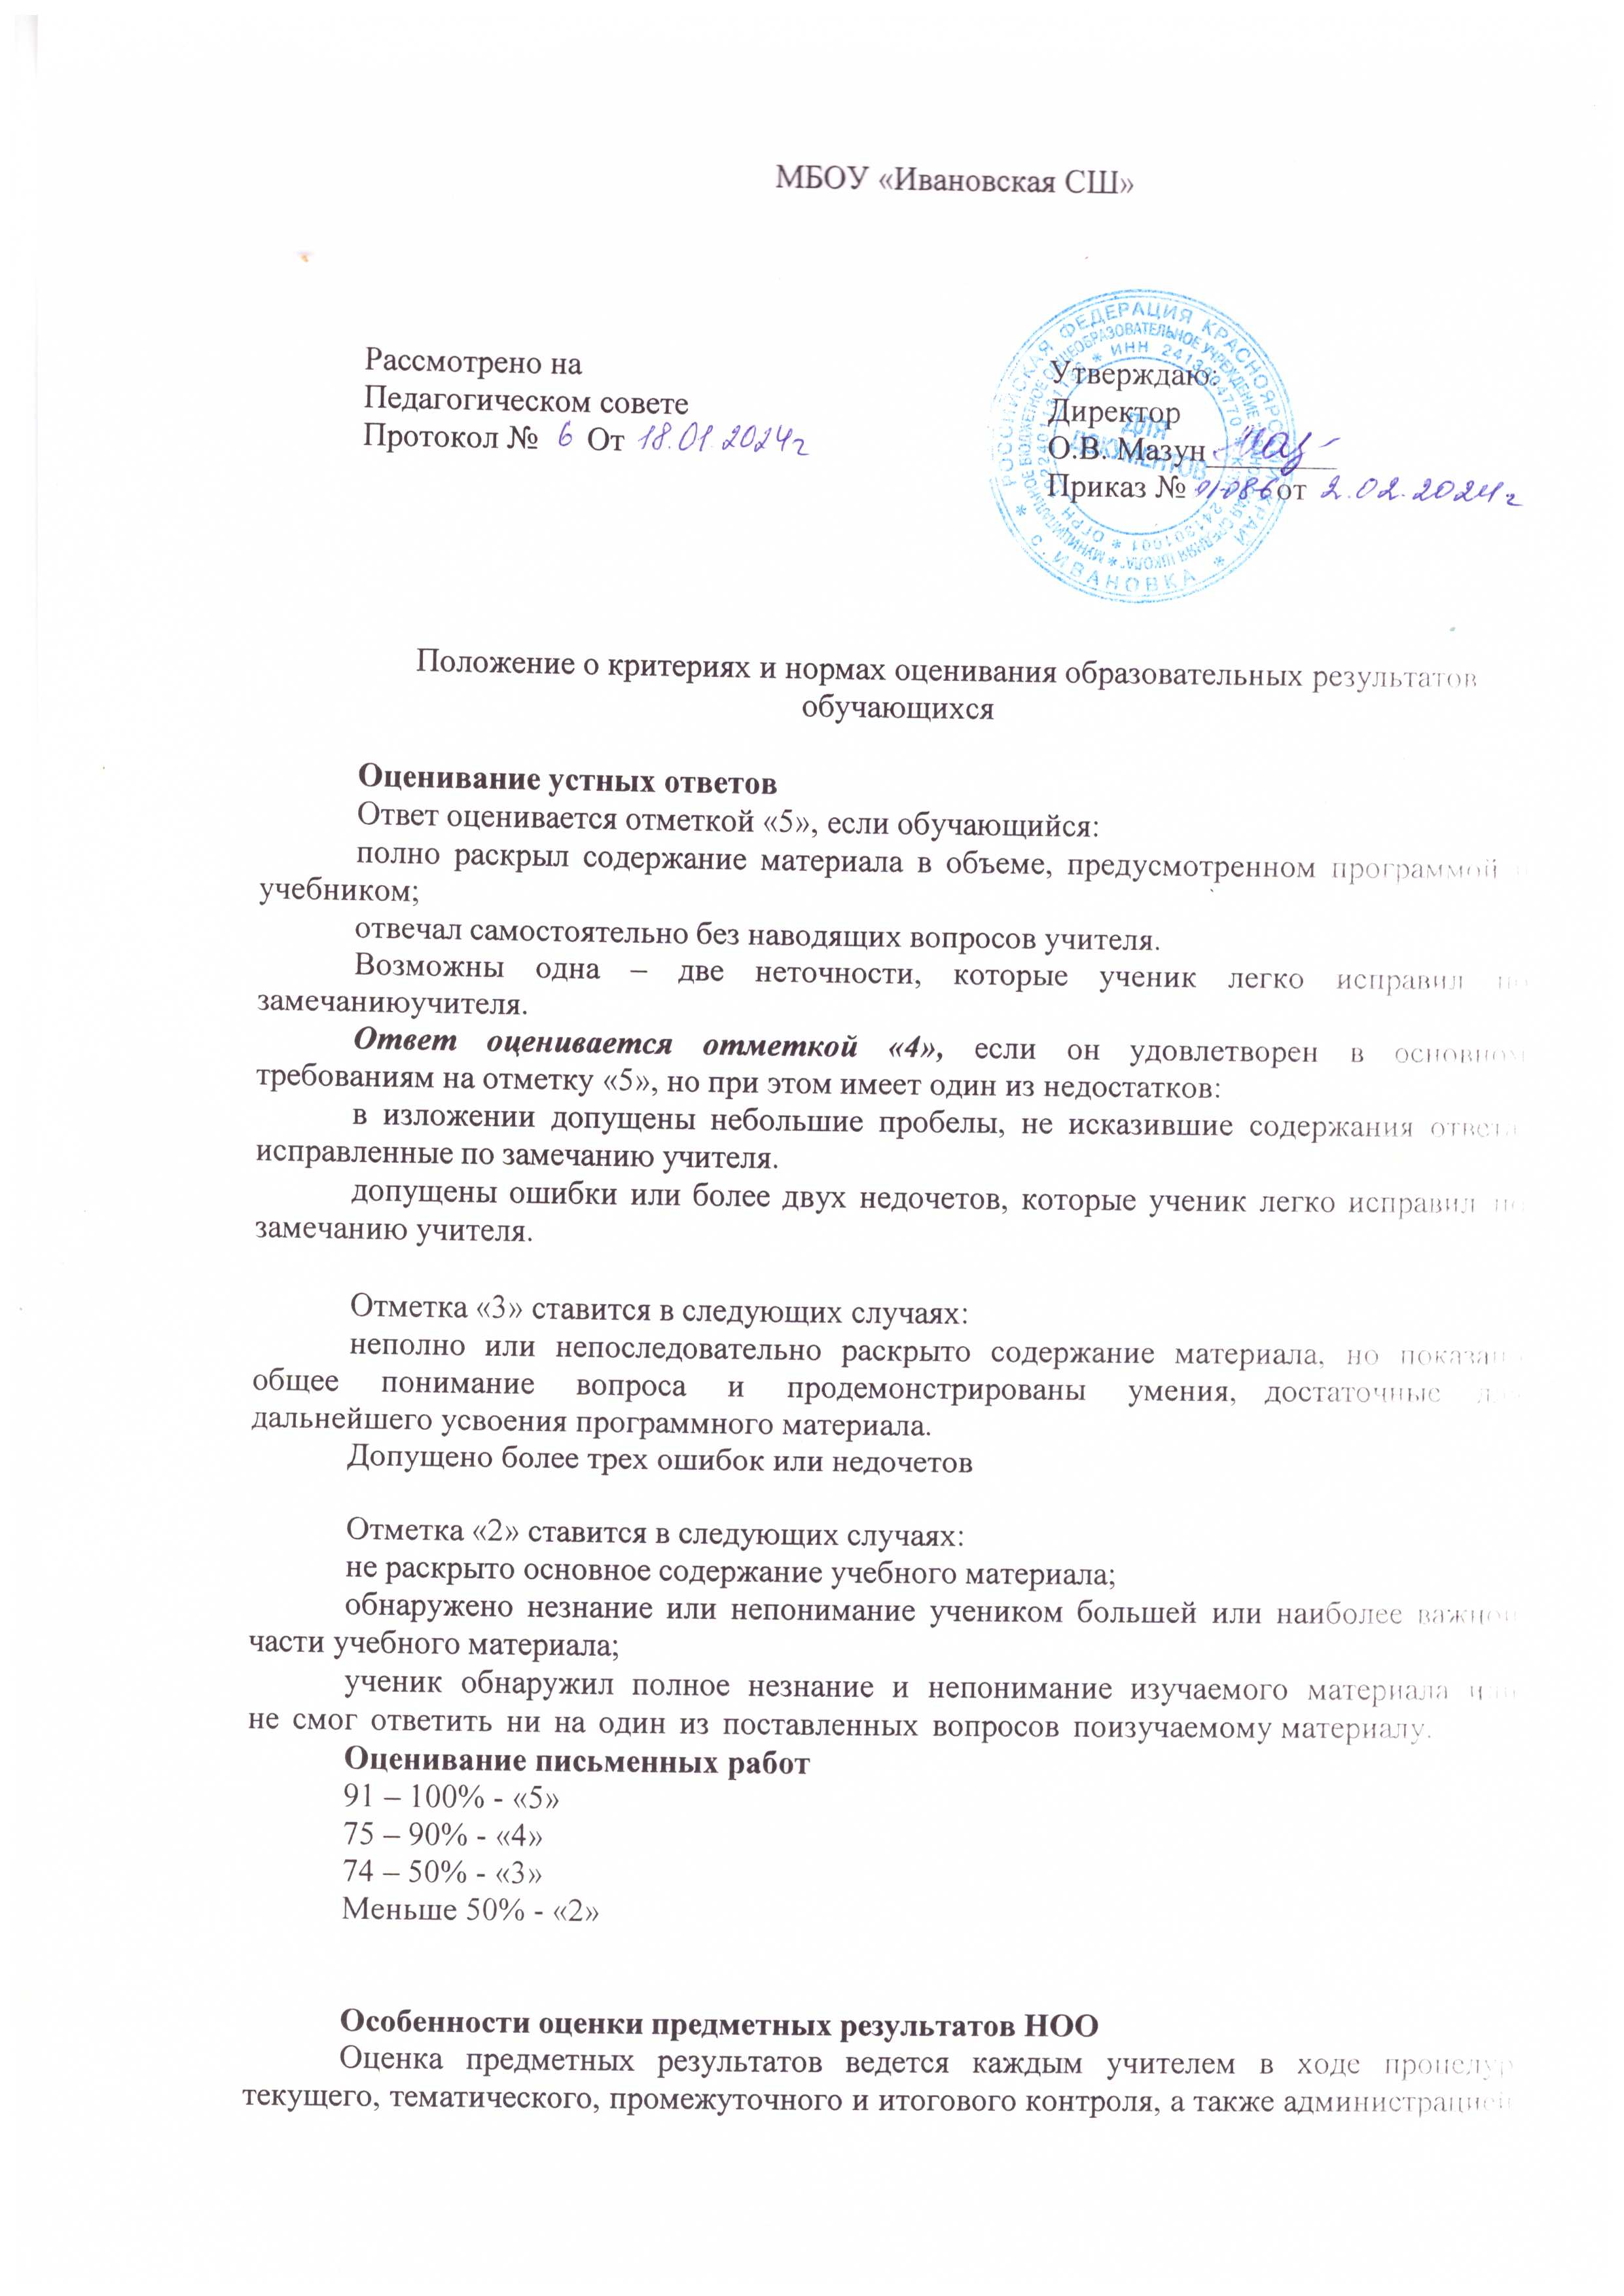 МБОУ «Ивановская СШ»
Рассмотрено на
Педагогическом совете
Протокол № 6 От 18.01.2024г
Утверждаю:
Директор
О.В. Мазун
Приказ № 01-086 от 2.02.2024г
РОССИЙСКАЯ ФЕДЕРАЦИЯ КРАСНОЯРСКИЙ КРАЙ
* с. ИВАНОВКА *
ДЛЯ
ДОКУМЕНТОВ
Положение о критериях и нормах оценивания образовательных результатов
обучающихся
Оценивание устных ответов
Ответ оценивается отметкой «5», если обучающийся:
полно раскрыл содержание материала в объеме, предусмотренном программой
учебником;
отвечал самостоятельно без наводящих вопросов учителя.
Возможны одна – две неточности, которые ученик легко исправил по
замечаниюучителя.
Ответ оценивается отметкой «4», если он удовлетворен в основном
требованиям на отметку «5», но при этом имеет один из недостатков:
в изложении допущены небольшие пробелы, не исказившие содержания ответа
исправленные по замечанию учителя.
допущены ошибки или более двух недочетов, которые ученик легко исправил по
замечанию учителя.
Отметка «3» ставится в следующих случаях:
неполно или непоследовательно раскрыто содержание материала, но показано
общее понимание вопроса и продемонстрированы умения, достаточные для
дальнейшего усвоения программного материала.
Допущено более трех ошибок или недочетов
Отметка «2» ставится в следующих случаях:
не раскрыто основное содержание учебного материала;
обнаружено незнание или непонимание учеником большей или наиболее важной
части учебного материала;
ученик обнаружил полное незнание и непонимание изучаемого материала или
не смог ответить ни на один из поставленных вопросов поизучаемому материалу.
Оценивание письменных работ
91 – 100% - «5»
75 – 90% - «4»
74 – 50% - «3»
Меньше 50% - «2»
Особенности оценки предметных результатов НОО
Оценка предметных результатов ведется каждым учителем в ходе процедур
текущего, тематического, промежуточного и итогового контроля, а также администрацией